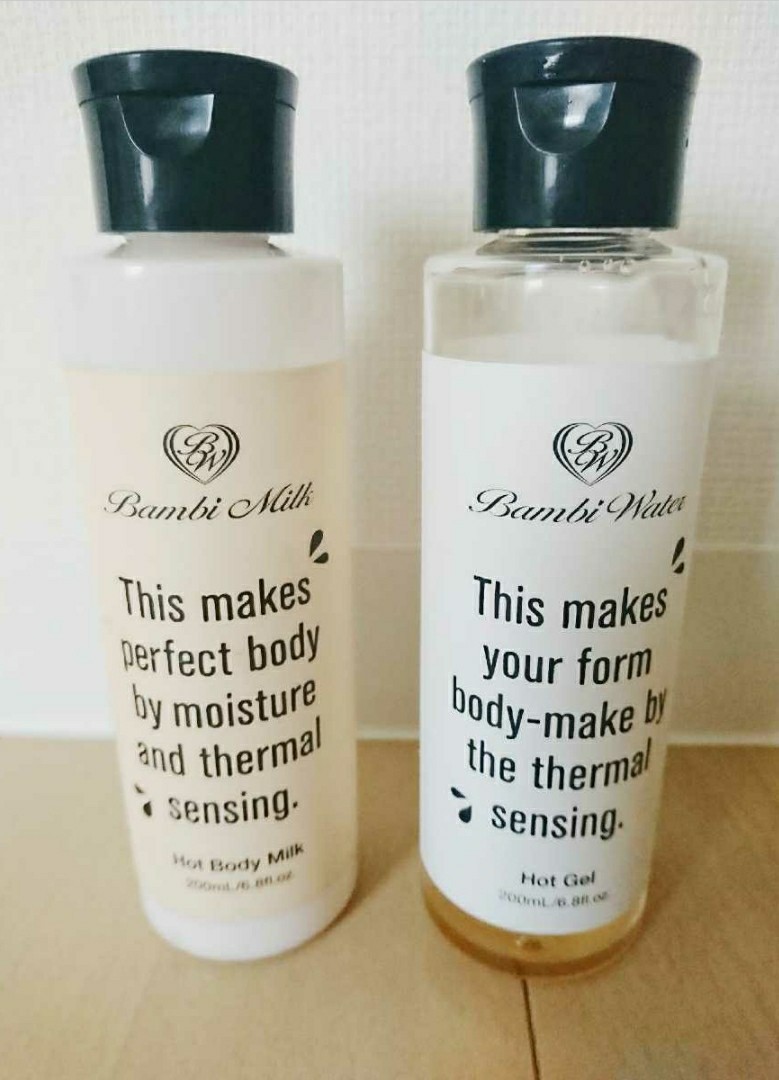 BW
Bambi Milk
This makes
perfect body
by moisture
and thermal
sensing.
Hot Body Milk
200mL/6.8fl.oz.
BW
Bambi Water
This makes
your form
body-make by
the thermal
sensing.
Hot Gel
200mL/6.8fl.oz.